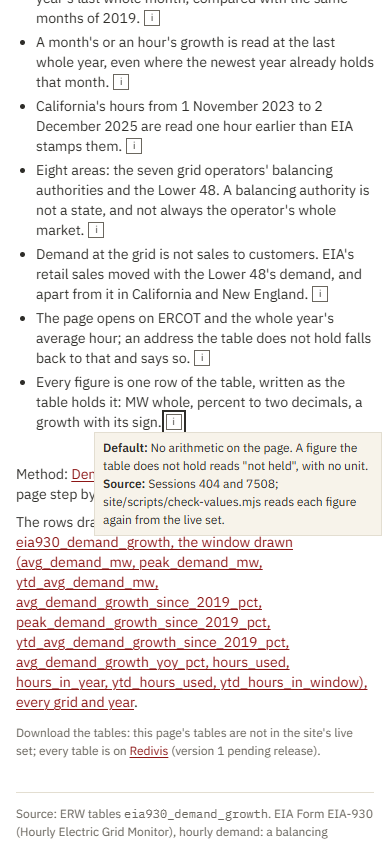 year's last whole month, compared with the same
months of 2019. i
• A month's or an hour's growth is read at the last
whole year, even where the newest year already holds
that month. i
• California's hours from 1 November 2023 to 2
December 2025 are read one hour earlier than EIA
stamps them. i
• Eight areas: the seven grid operators' balancing
authorities and the Lower 48. A balancing authority is
not a state, and not always the operator's whole
market. i
• Demand at the grid is not sales to customers. EIA's
retail sales moved with the Lower 48's demand, and
apart from it in California and New England. i
• The page opens on ERCOT and the whole year's
average hour; an address the table does not hold falls
back to that and says so. i
• Every figure is one row of the table, written as the
table holds it: MW whole, percent to two decimals, a
growth with its sign. i
Default: No arithmetic on the page. A figure the
table does not hold reads "not held", with no unit.
Source: Sessions 404 and 7508;
site/scripts/check-values.mjs reads each figure
again from the live set.
Method: Den
page step by
The rows dra
eia930_demand_growth, the window drawn
(avg_demand_mw, peak_demand_mw,
ytd_avg_demand_mw,
avg_demand_growth_since_2019_pct,
peak_demand_growth_since_2019_pct,
ytd_avg_demand_growth_since_2019_pct,
avg_demand_growth_yoy_pct, hours_used,
hours_in_year, ytd_hours_used, ytd_hours_in_window),
every grid and year.
Download the tables: this page's tables are not in the site's live
set; every table is on Redivis (version 1 pending release).
Source: ERW tables eia930_demand_growth. EIA Form EIA-930
(Hourly Electric Grid Monitor), hourly demand: a balancing